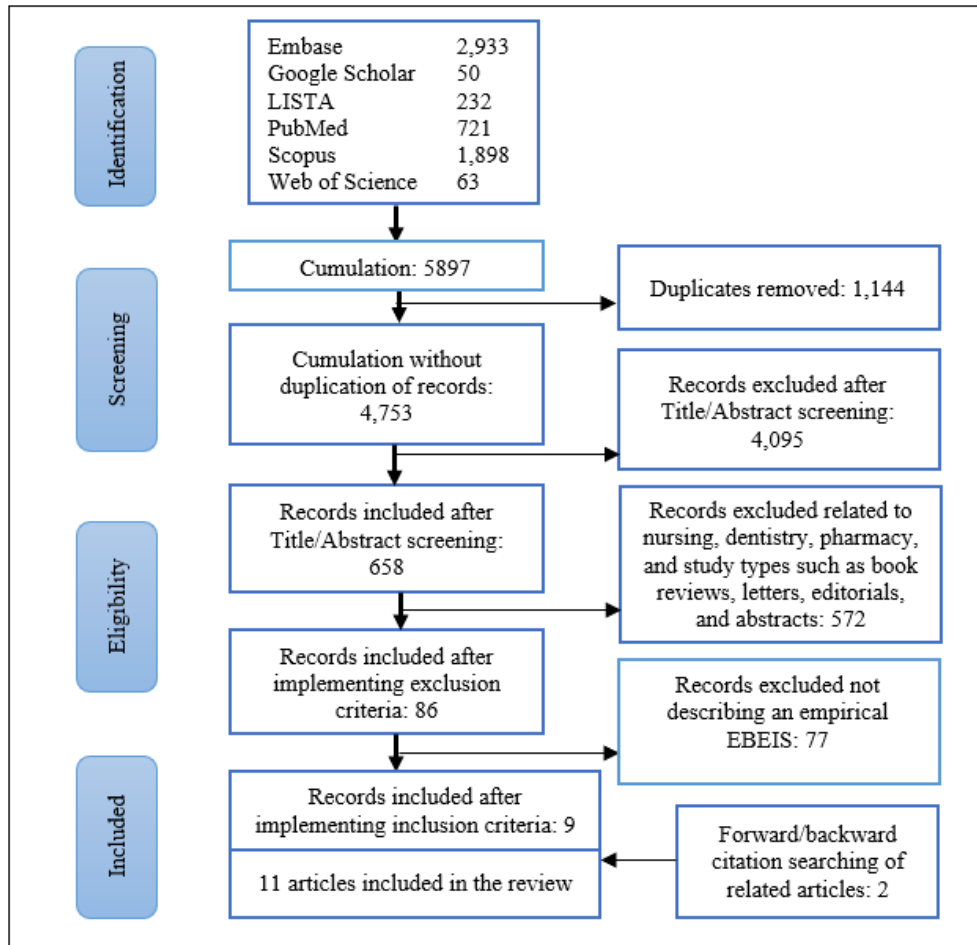 Identification
Embase 2,933
Google Scholar 50
LISTA 232
PubMed 721
Scopus 1,898
Web of Science 63
Screening
Cumulation: 5897
Duplicates removed: 1,144
Cumulation without
duplication of records:
4,753
Records excluded after
Title/Abstract screening:
4,095
Eligibility
Records included after
Title/Abstract screening:
658
Records excluded related to
nursing, dentistry, pharmacy,
and study types such as book
reviews, letters, editorials,
and abstracts: 572
Records included after
implementing exclusion
criteria: 86
Records excluded not
describing an empirical
EBEIS: 77
Included
Records included after
implementing inclusion criteria: 9
Forward/backward
citation searching of
related articles: 2
11 articles included in the review